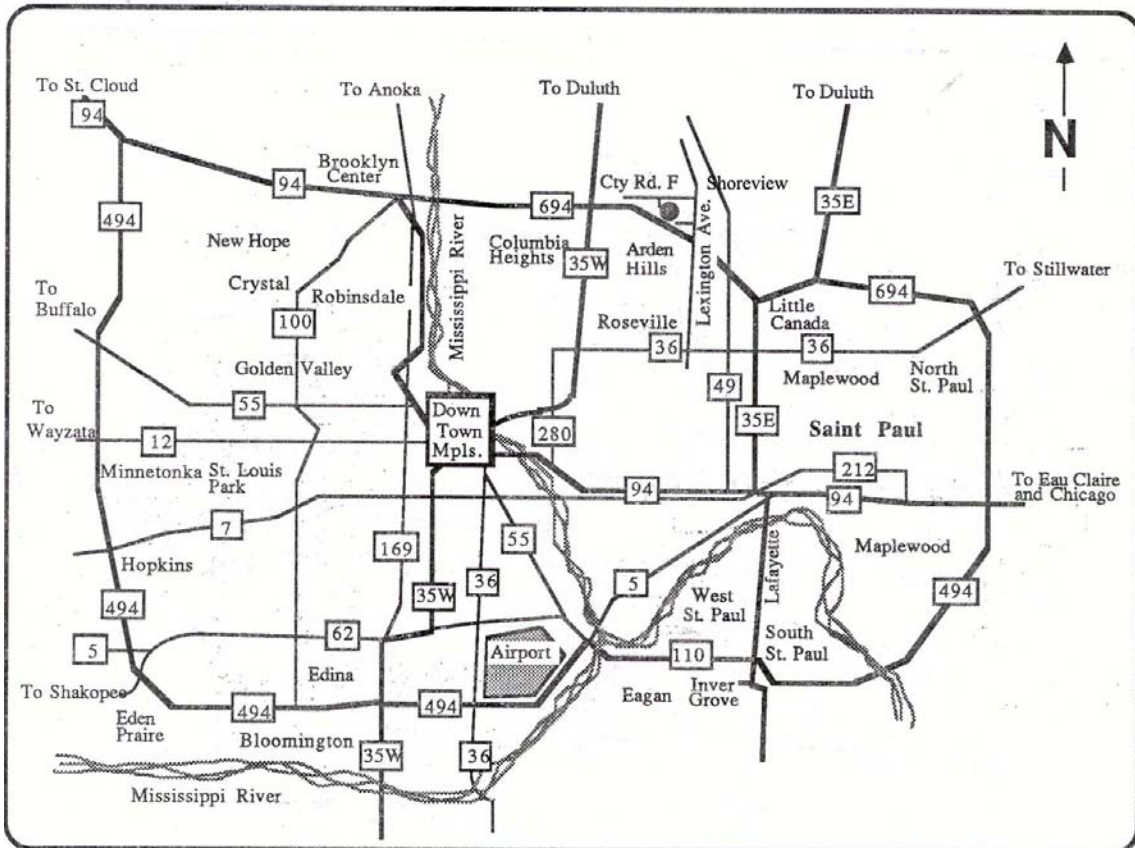 To St. Cloud
To Anoka
To Duluth
To Duluth
N
94
Brooklyn
Center
94
694
Cty Rd. F
Shoreview
35E
494
New Hope
Mississippi River
Columbia
Heights
35W
Arden
Hills
Lexington Ave.
To
Buffalo
Crystal
Robinsdale
100
To Stillwater
694
Little
Canada
Roseville
36
36
Maplewood
North
St. Paul
Golden Valley
55
49
To
Wayzata
12
Down
Town
Mpls.
280
35E
Saint Paul
Minnetonka
St. Louis
Park
212
94
94
To Eau Claire
and Chicago
7
Hopkins
169
55
Maplewood
Lafayette
494
35W
36
5
West
St. Paul
494
5
62
Airport
110
South
St. Paul
To Shakopee
Edina
Eagan
Inver
Grove
Eden
Praire
494
494
Bloomington
35W
36
Mississippi River